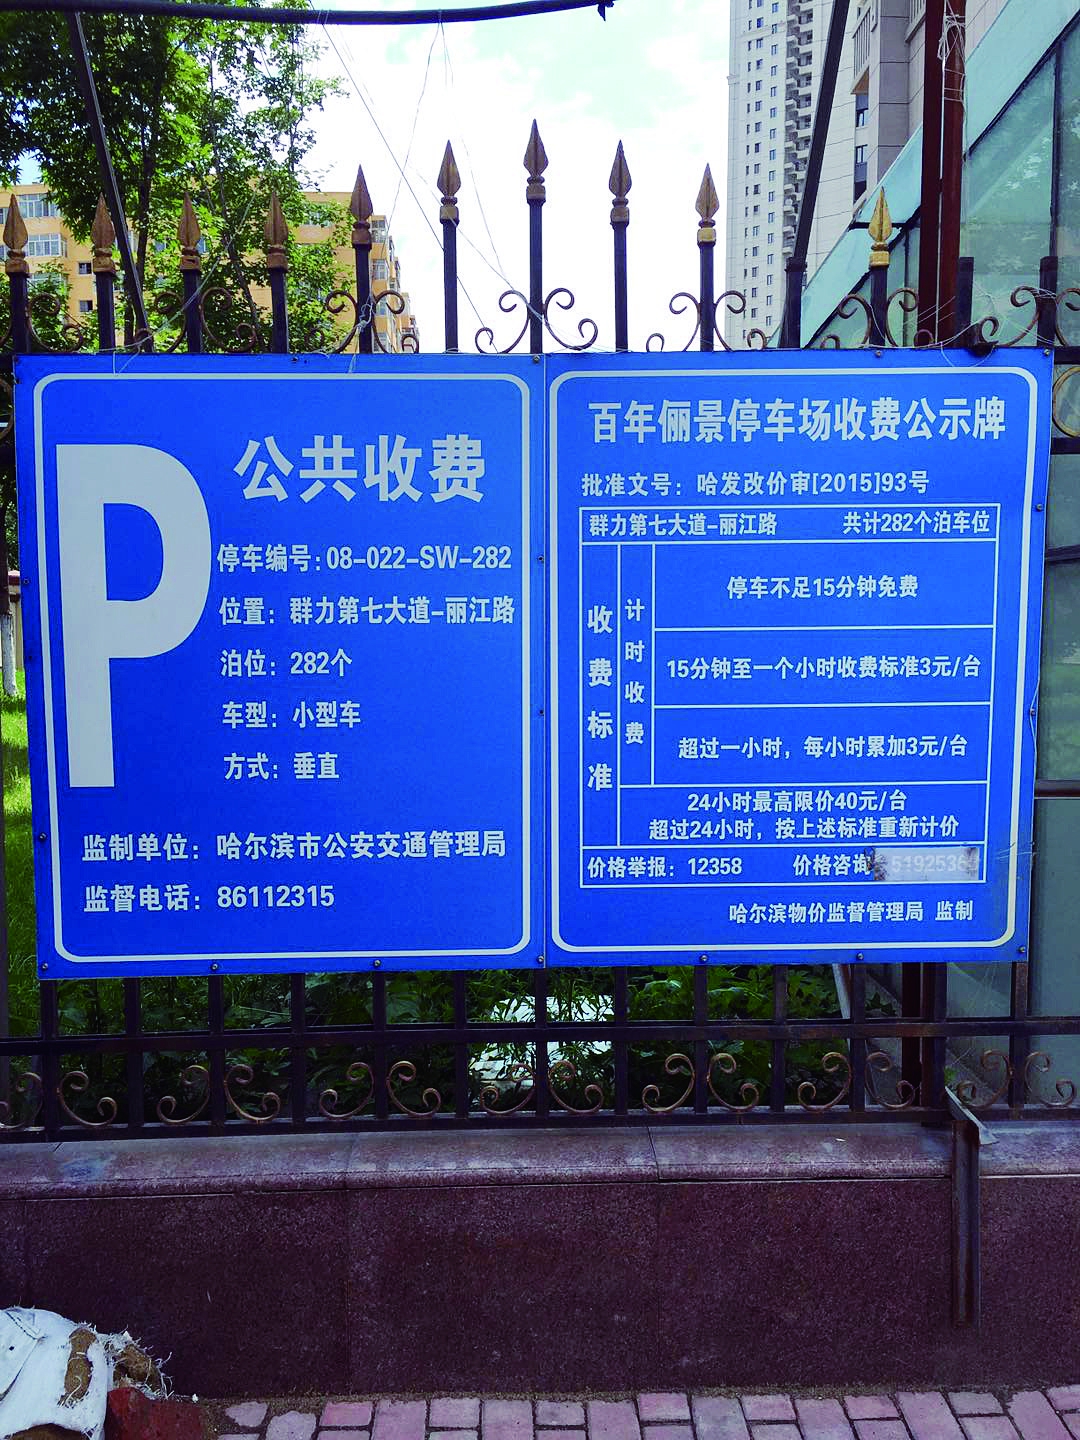 P
公共收费
停车编号:08-022-SW-282
位置：群力第七大道-丽江路
泊位：282个
车型：小型车
方式：垂直
监制单位：哈尔滨市公安交通管理局
监督电话：86112315
百年俪景停车场收费公示牌
批准文号：哈发改价审[2015]93号
群力第七大道-丽江路 共计282个泊车位
收费标准
计时收费
停车不足15分钟免费
15分钟至一个小时收费标准3元/台
超过一小时，每小时累加3元/台
24小时最高限价40元/台
超过24小时，按上述标准重新计价
价格举报：12358 价格咨询
哈尔滨物价监督管理局 监制